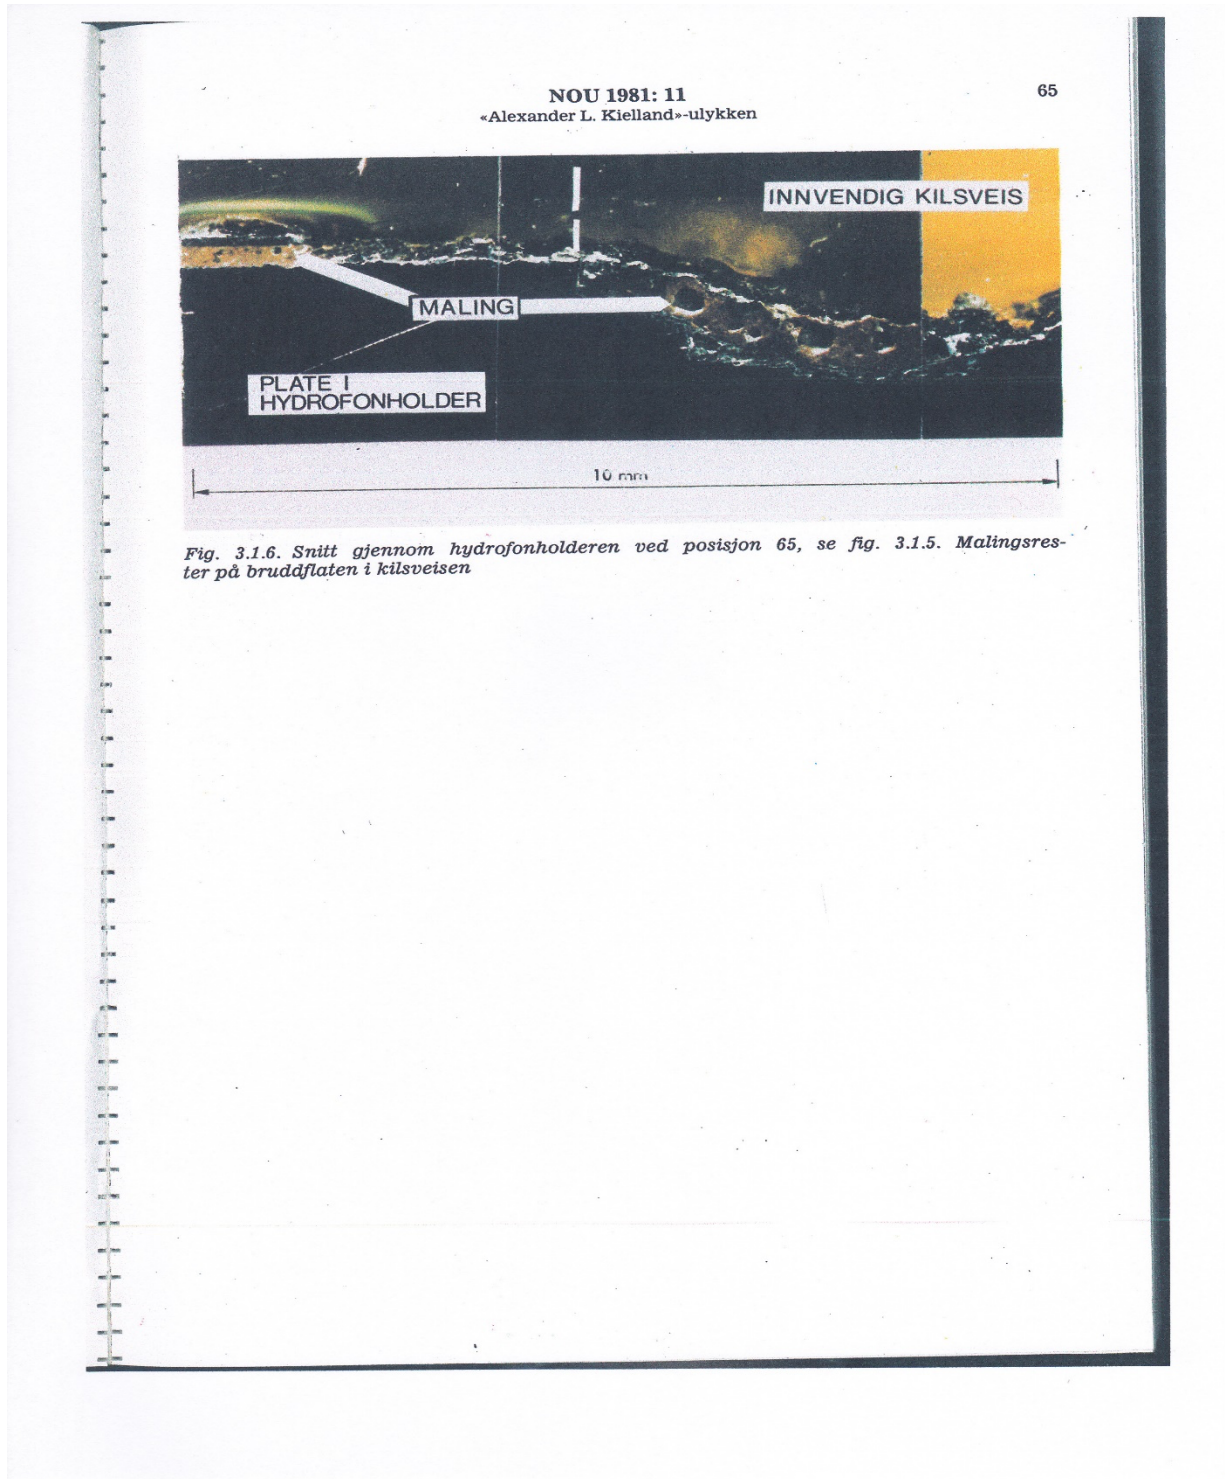 NOU 1981: 11
65
«Alexander L. Kielland»-ulykken
INNVENDIG KILSVEIS
MALING
PLATE I
HYDROFONHOLDER
10 mm
Fig. 3.1.6. Snitt gjennom hydrofonholderen ved posisjon 65, se fig. 3.1.5. Malingsres-
ter på bruddflaten i kilsveisen